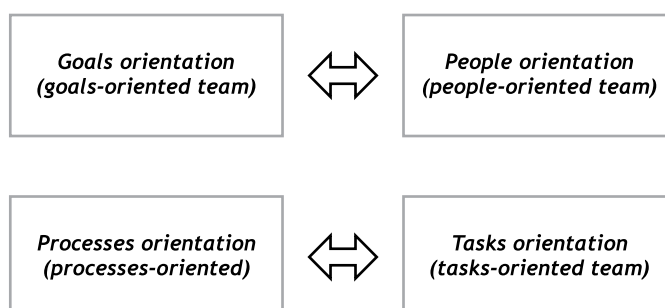 Goals orientation
(goals-oriented team)
People orientation
(people-oriented team)
Processes orientation
(processes-oriented)
Tasks orientation
(tasks-oriented team)